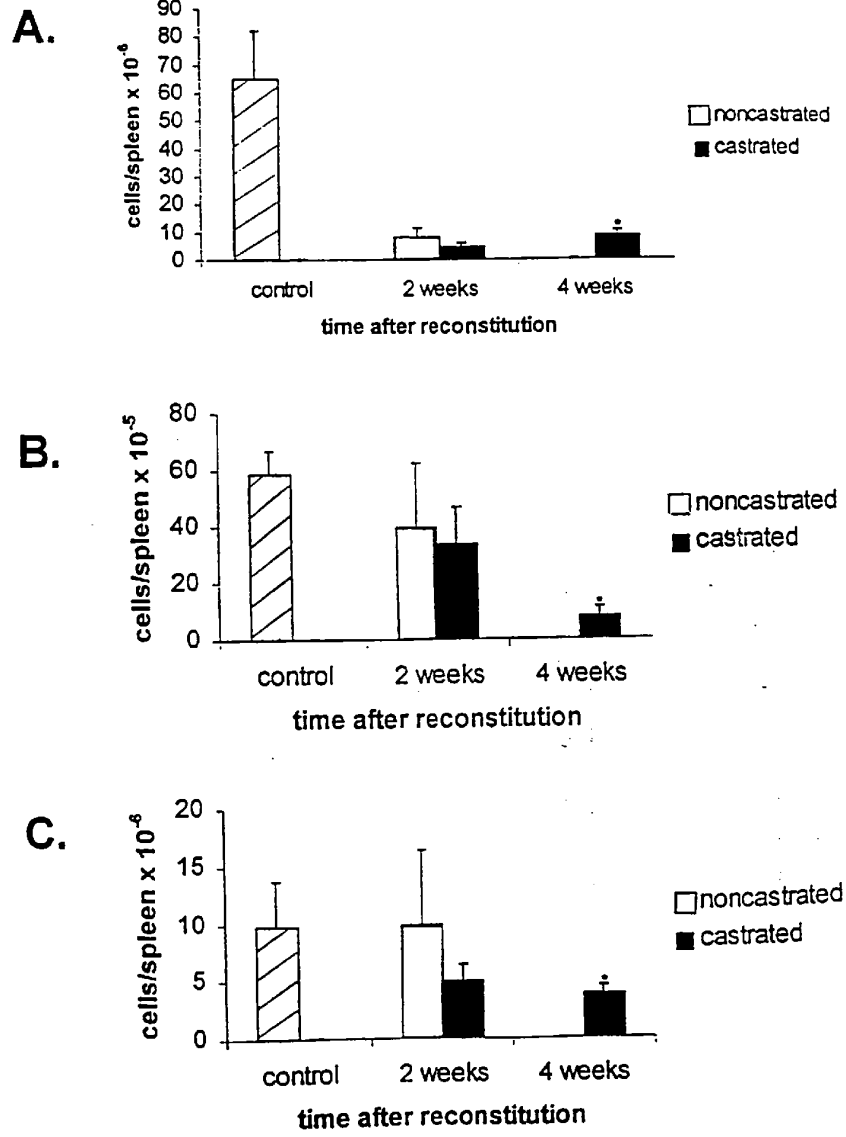 A.
cells/spleen x 10⁻⁶
90
80
70
60
50
40
30
20
10
0
noncastrated
castrated
control
2 weeks
4 weeks
time after reconstitution
B.
cells/spleen x 10⁻⁵
80
60
40
20
0
noncastrated
castrated
control
2 weeks
4 weeks
time after reconstitution
C.
cells/spleen x 10⁻⁶
20
15
10
5
0
noncastrated
castrated
control
2 weeks
4 weeks
time after reconstitution